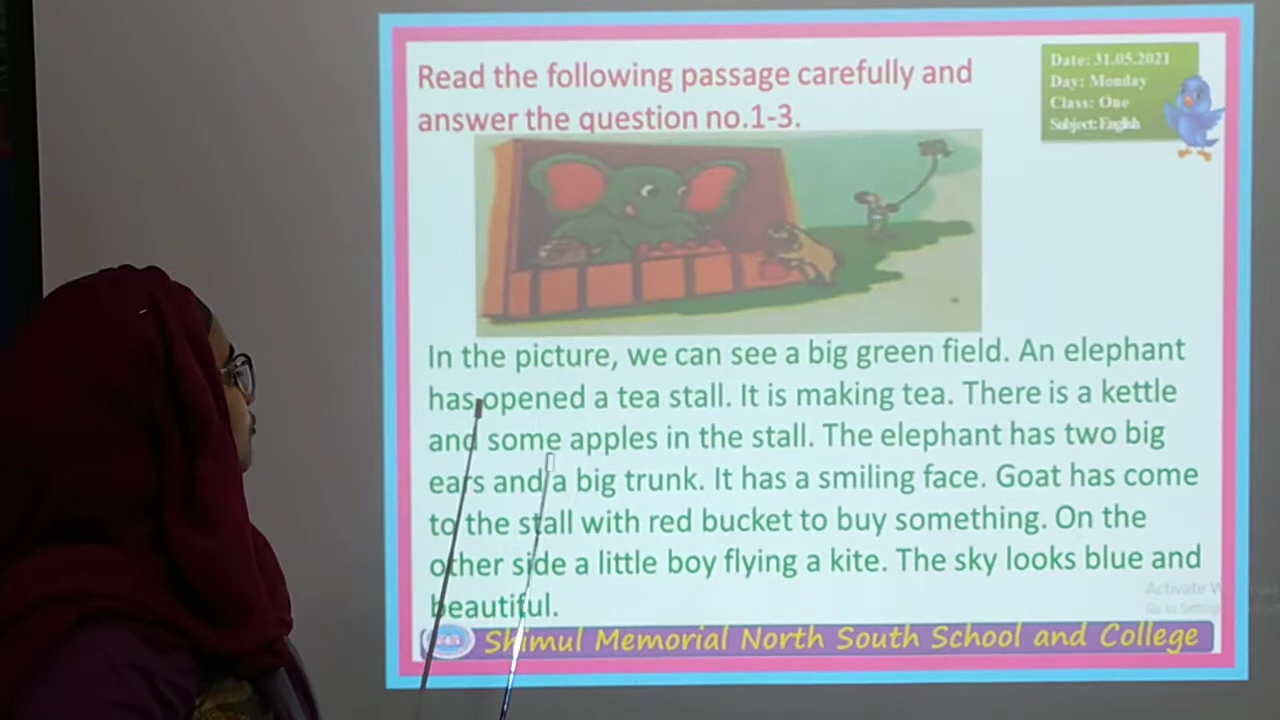 Read the following passage carefully and
answer the question no.1-3.
Date: 31.05.2021
Day: Monday
Class: One
Subject: English
In the picture, we can see a big green field. An elephant
has opened a tea stall. It is making tea. There is a kettle
and some apples in the stall. The elephant has two big
ears and a big trunk. It has a smiling face. Goat has come
to the stall with red bucket to buy something. On the
other side a little boy flying a kite. The sky looks blue and
beautiful.
Activate W
Go to Setting
Shimul Memorial North South School and College